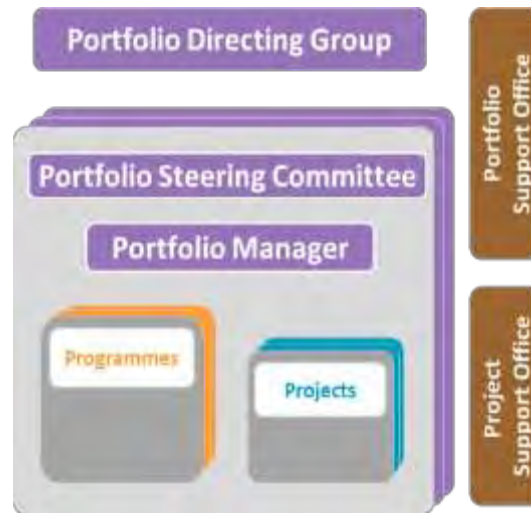 Portfolio Directing Group
Portfolio Steering Committee
Portfolio Manager
Programmes
Projects
Portfolio
Support Office
Project
Support Office